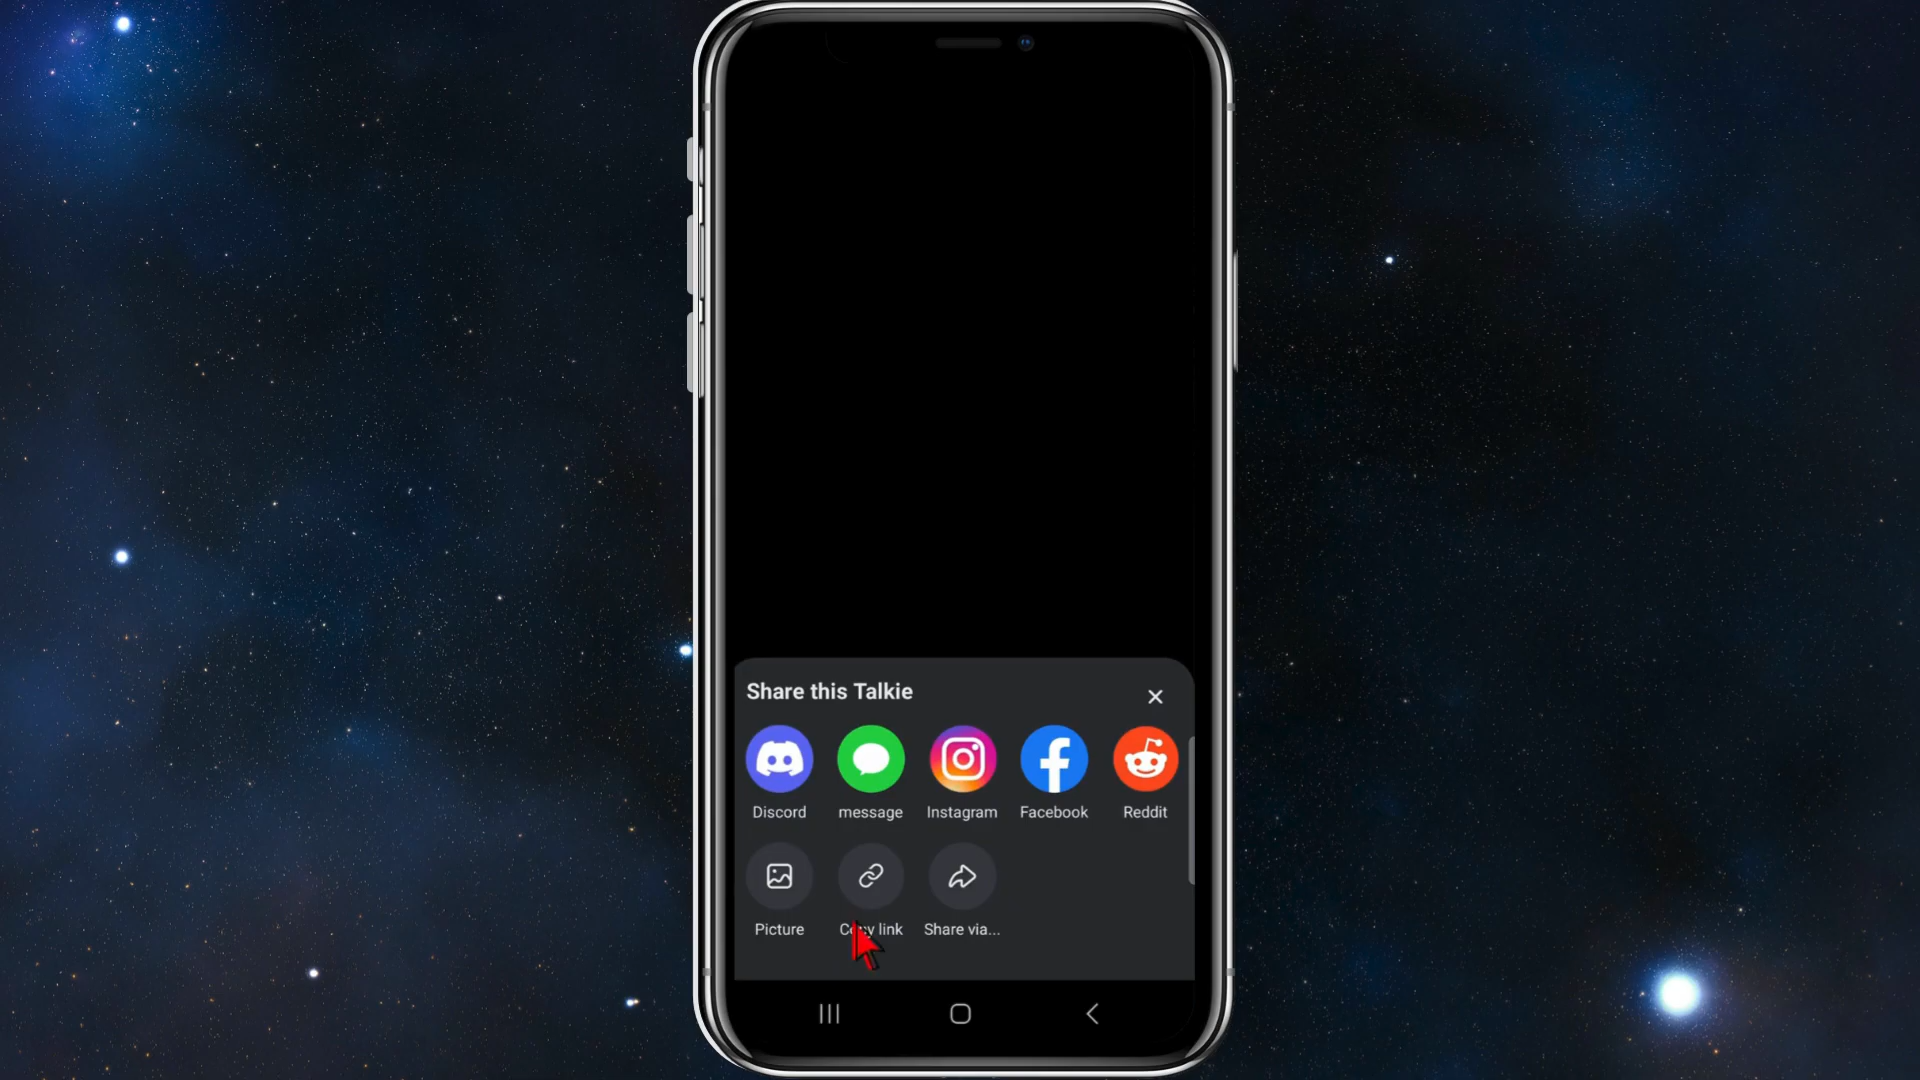 Share this Talkie
Discord message Instagram Facebook Reddit
Picture Copy link Share via...